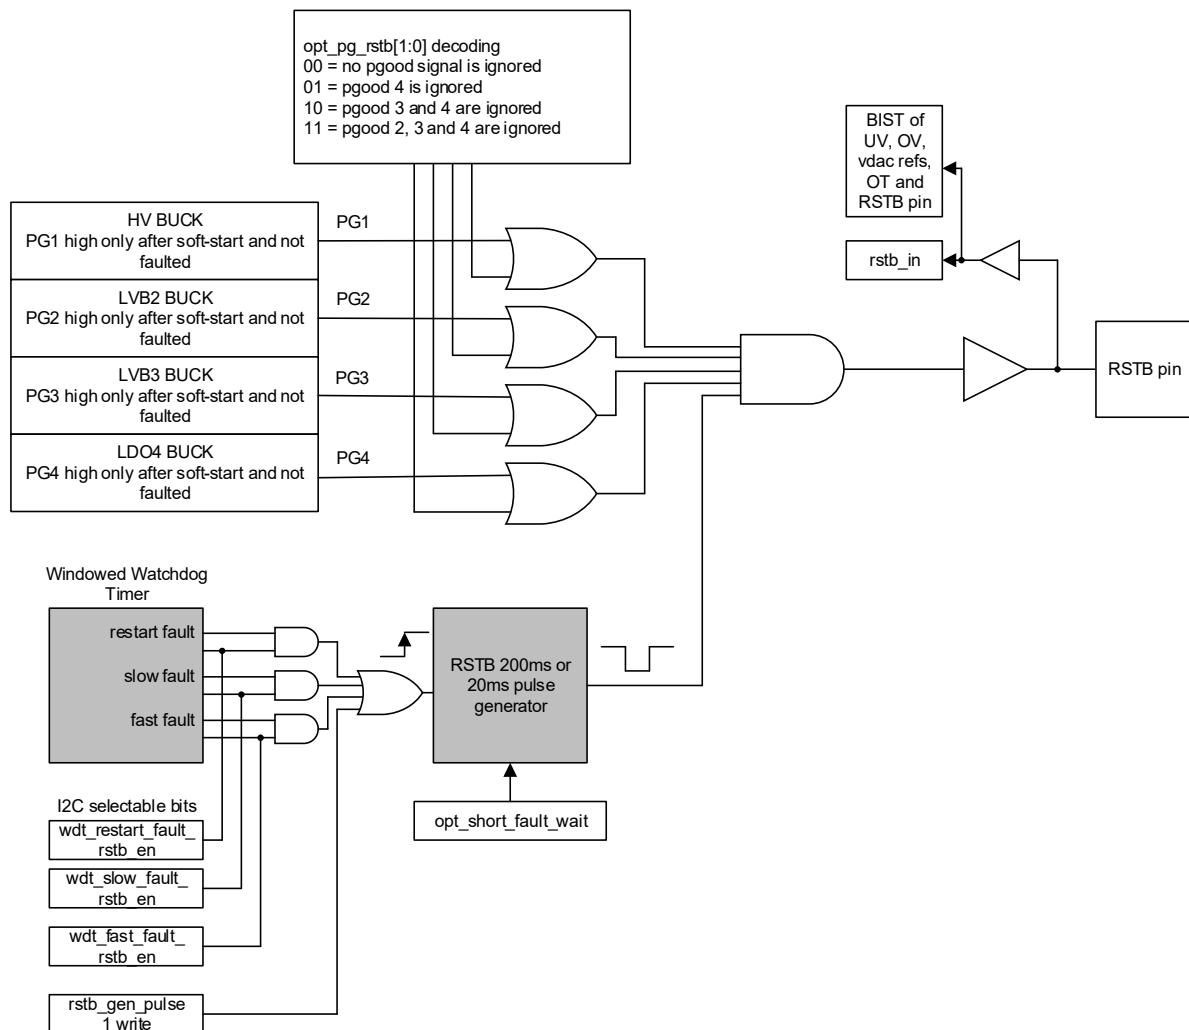 opt_pg_rstb[1:0] decoding
00 = no pgood signal is ignored
01 = pgood 4 is ignored
10 = pgood 3 and 4 are ignored
11 = pgood 2, 3 and 4 are ignored
BIST of
UV, OV,
vdac refs,
OT and
RSTB pin
rstb_in
HV BUCK
PG1 high only after soft-start and not
faulted
PG1
LVB2 BUCK
PG2 high only after soft-start and not
faulted
PG2
LVB3 BUCK
PG3 high only after soft-start and not
faulted
PG3
LDO4 BUCK
PG4 high only after soft-start and not
faulted
PG4
RSTB pin
Windowed Watchdog
Timer
restart fault
slow fault
fast fault
RSTB 200ms or
20ms pulse
generator
opt_short_fault_wait
I2C selectable bits
wdt_restart_fault_
rstb_en
wdt_slow_fault_
rstb_en
wdt_fast_fault_
rstb_en
rstb_gen_pulse
1 write